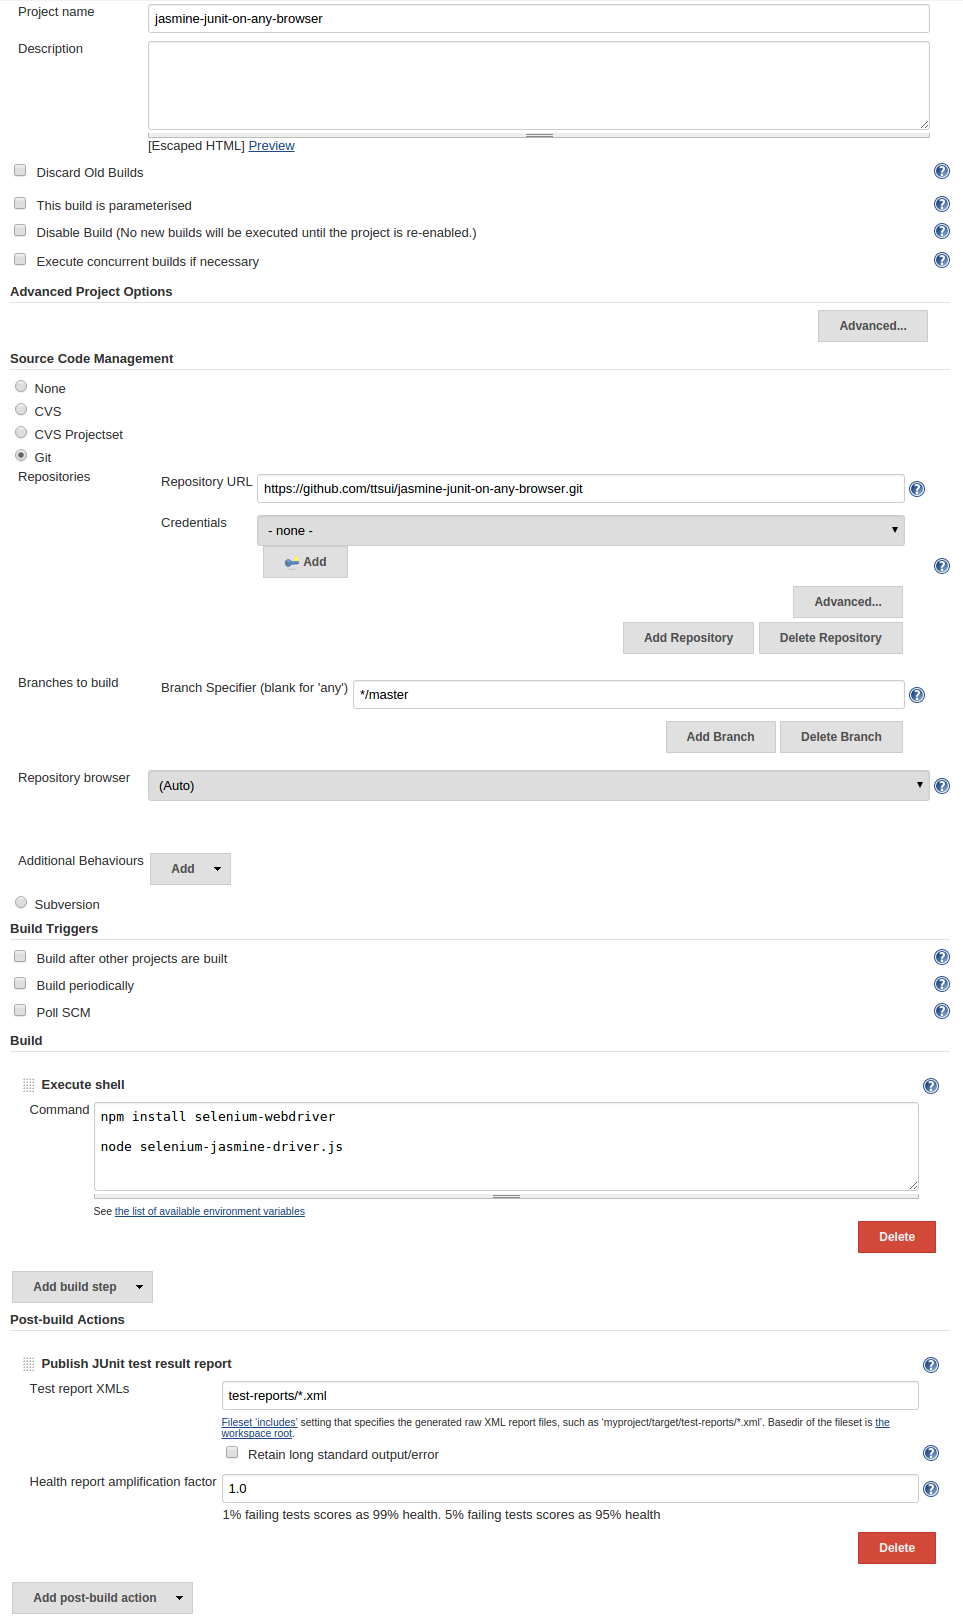 Project name
jasmine-junit-on-any-browser
Description
[Escaped HTML] Preview
Discard Old Builds
This build is parameterised
Disable Build (No new builds will be executed until the project is re-enabled.)
Execute concurrent builds if necessary
Advanced Project Options
Advanced...
Source Code Management
None
CVS
CVS Projectset
Git
Repositories
Repository URL
https://github.com/ttsui/jasmine-junit-on-any-browser.git
Credentials
- none -
Add
Advanced...
Add Repository Delete Repository
Branches to build
Branch Specifier (blank for 'any')
*/master
Add Branch Delete Branch
Repository browser
(Auto)
Additional Behaviours
Add
Subversion
Build Triggers
Build after other projects are built
Build periodically
Poll SCM
Build
Execute shell
Command
npm install selenium-webdriver
node selenium-jasmine-driver.js
See the list of available environment variables
Delete
Add build step
Post-build Actions
Publish JUnit test result report
Test report XMLs
test-reports/*.xml
Fileset ‘includes’ setting that specifies the generated raw XML report files, such as ‘myproject/target/test-reports/*.xml’. Basedir of the fileset is the
workspace root.
Retain long standard output/error
Health report amplification factor
1.0
1% failing tests scores as 99% health. 5% failing tests scores as 95% health
Delete
Add post-build action